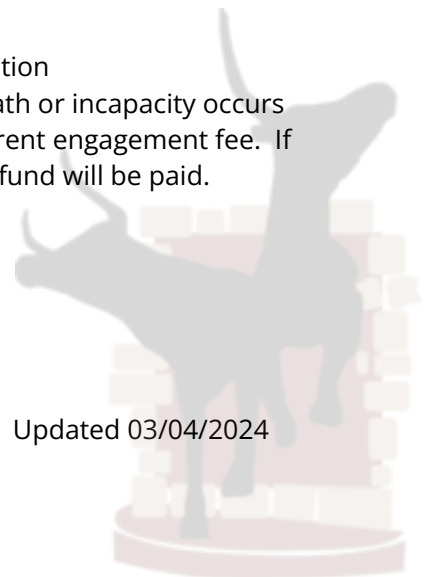 tion
ath or incapacity occurs
rent engagement fee. If
fund will be paid.
Updated 03/04/2024